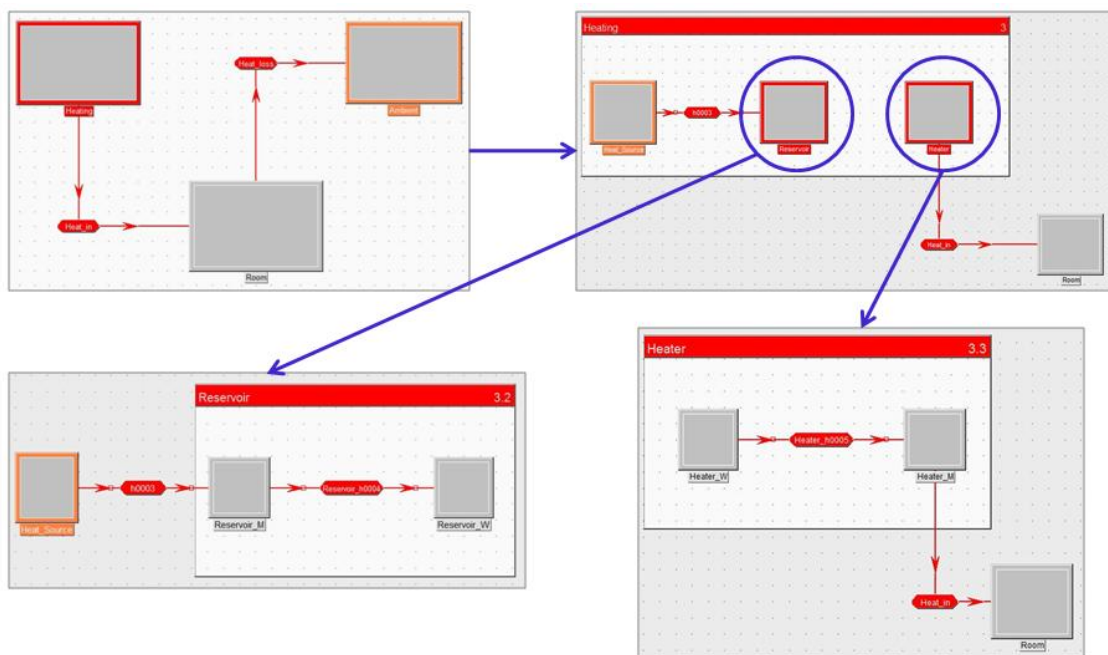 Heating
Heat_in
Heat_loss
Ambient
Room
Heating 3
Heat_Source
h0003
Reservoir
Heater
Heat_in
Room
Reservoir 3.2
Heat_Source
h0003
Reservoir_M
Reservoir_h0004
Reservoir_W
Heater 3.3
Heater_W
Heater_h0005
Heater_M
Heat_in
Room